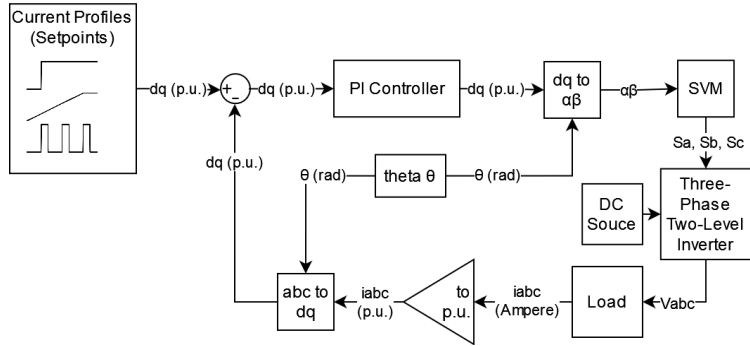 Current Profiles
(Setpoints)
dq (p.u.)
+
−
dq (p.u.)
PI Controller
dq (p.u.)
dq to
αβ
αβ
SVM
dq (p.u.)
Sa, Sb, Sc
θ (rad)
theta θ
θ (rad)
DC
Souce
Three-
Phase
Two-Level
Inverter
abc to
dq
iabc
(p.u.)
to
p.u.
iabc
(Ampere)
Load
Vabc